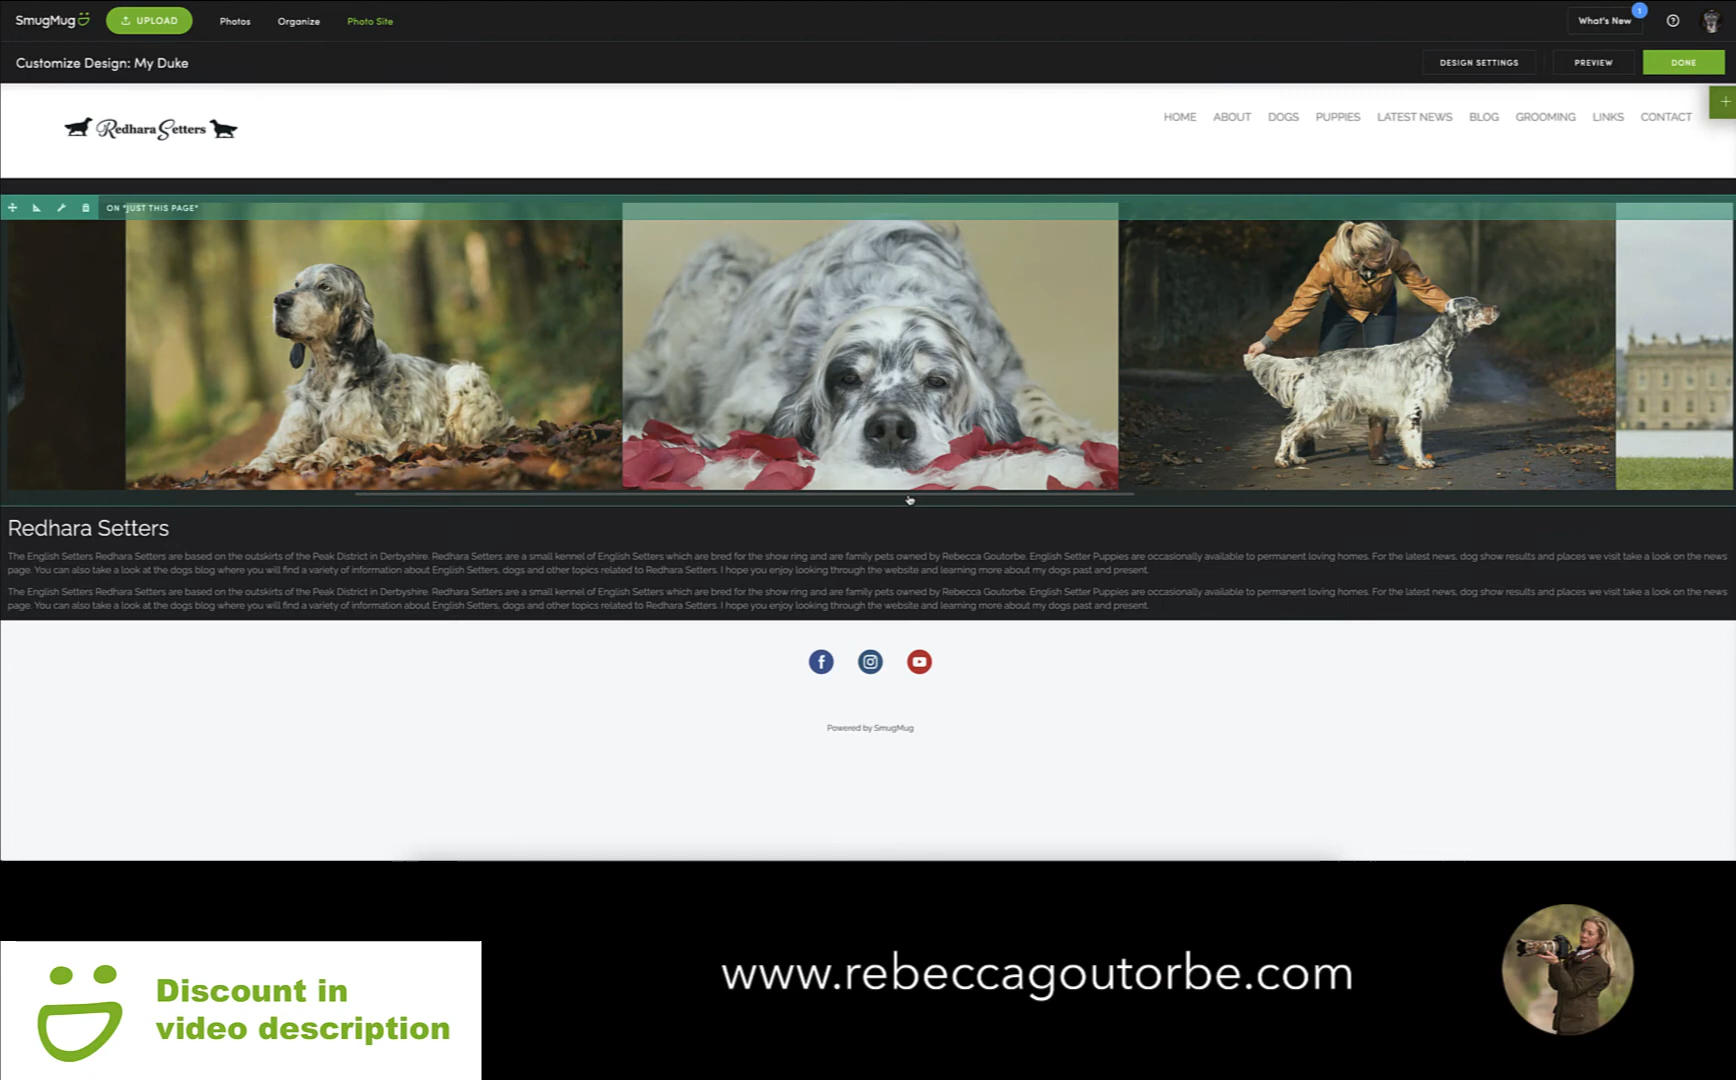 SmugMug
UPLOAD
Photos
Organize
Photo Site
What's New
1
Customize Design: My Duke
DESIGN SETTINGS
PREVIEW
DONE
Redhara Setters
HOME
ABOUT
DOGS
PUPPIES
LATEST NEWS
BLOG
GROOMING
LINKS
CONTACT
ON "JUST THIS PAGE"
Redhara Setters
The English Setters Redhara Setters are based on the outskirts of the Peak District in Derbyshire. Redhara Setters are a small kennel of English Setters which are bred for the show ring and are family pets owned by Rebecca Goutorbe. English Setter Puppies are occasionally available to permanent loving homes. For the latest news, dog show results and places we visit take a look on the news
page. You can also take a look at the dogs blog where you will find a variety of information about English Setters, dogs and other topics related to Redhara Setters. I hope you enjoy looking through the website and learning more about my dogs past and present.
The English Setters Redhara Setters are based on the outskirts of the Peak District in Derbyshire. Redhara Setters are a small kennel of English Setters which are bred for the show ring and are family pets owned by Rebecca Goutorbe. English Setter Puppies are occasionally available to permanent loving homes. For the latest news, dog show results and places we visit take a look on the news
page. You can also take a look at the dogs blog where you will find a variety of information about English Setters, dogs and other topics related to Redhara Setters. I hope you enjoy looking through the website and learning more about my dogs past and present.
Powered by SmugMug
Discount in
video description
www.rebeccagoutorbe.com